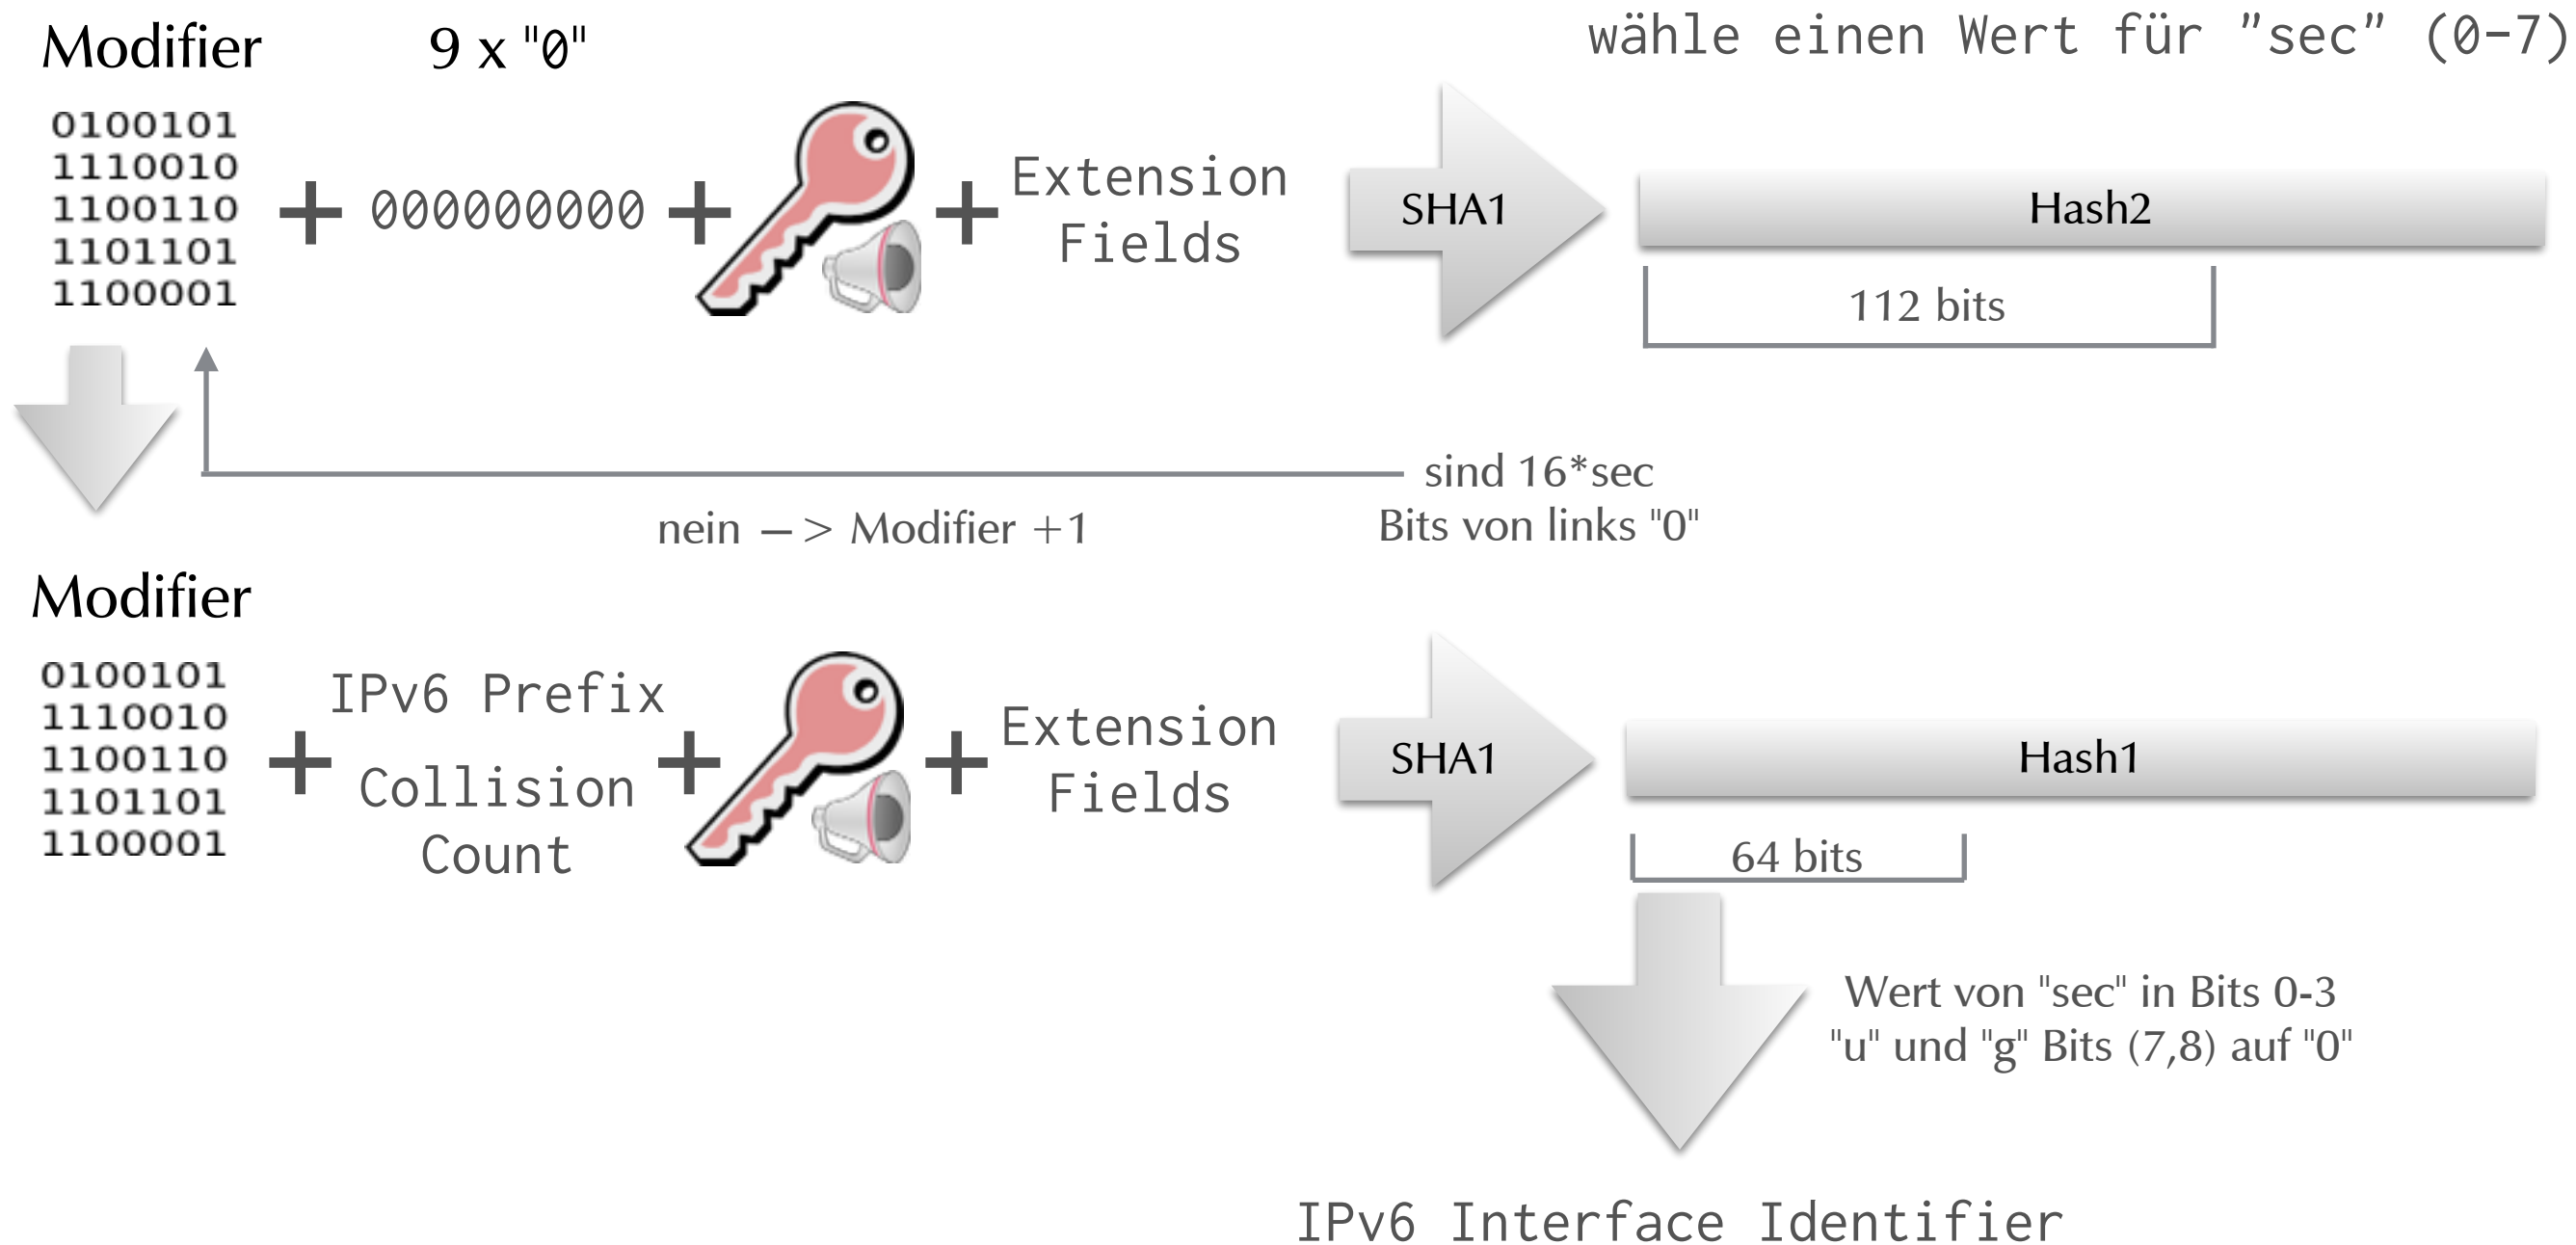 Modifier
9 x "0"
wähle einen Wert für "sec" (0-7)
0100101
1110010
1100110
1101101
1100001
+
000000000
+
+
Extension
Fields
SHA1
Hash2
112 bits
sind 16*sec
Bits von links "0"
nein —> Modifier +1
Modifier
0100101
1110010
1100110
1101101
1100001
+
IPv6 Prefix
Collision
Count
+
+
Extension
Fields
SHA1
Hash1
64 bits
Wert von "sec" in Bits 0-3
"u" und "g" Bits (7,8) auf "0"
IPv6 Interface Identifier